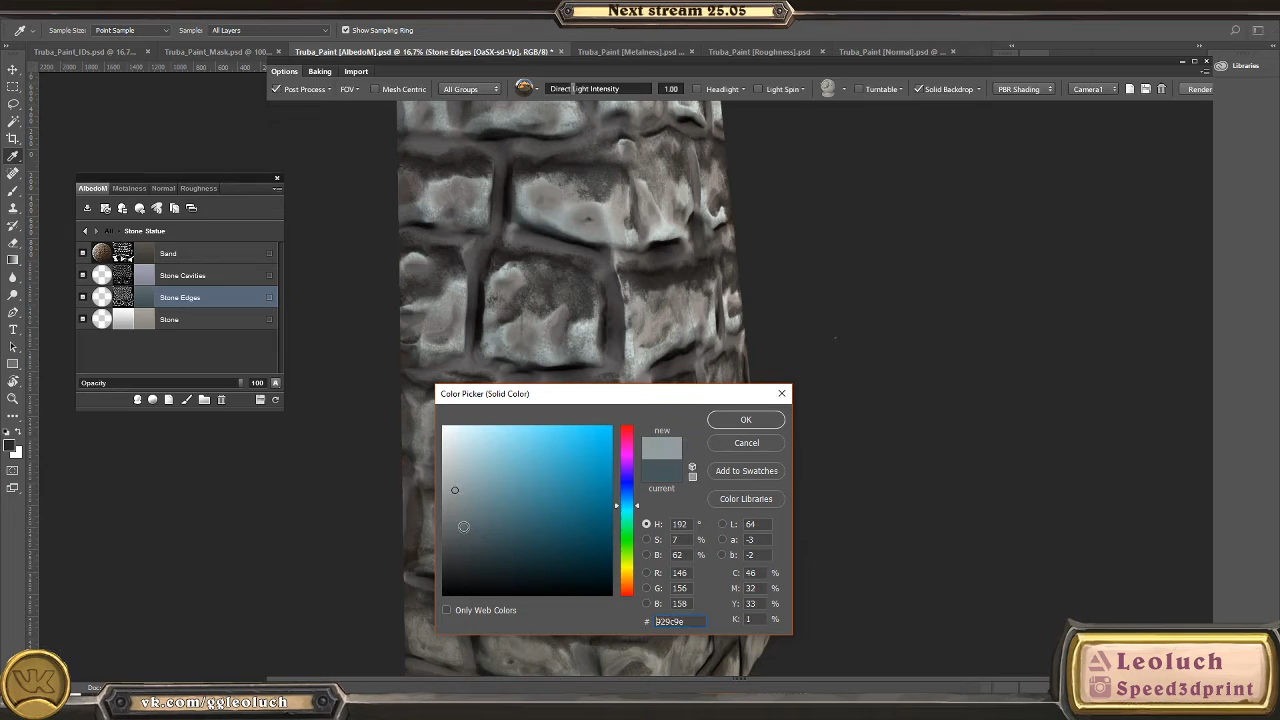 Next stream 25.05
Sample Size: Point Sample Sample: All Layers Show Sampling Ring
Truba_Paint_IDs.psd @ 16.7%... × Truba_Paint_Mask.psd @ 100... × Truba_Paint [AlbedoM].psd @ 16.7% (Stone Edges [OaSX-sd-Vp], RGB/8) * × Truba_Paint [Metalness].psd ... × Truba_Paint [Roughness].psd × Truba_Paint [Normal].psd ... ×
Libraries
Options Baking Import
Post Process FOV Mesh Centric All Groups Direct Light Intensity 1.00 Headlight Light Spin Turntable Solid Backdrop Camera1 PBR Shading Render
AlbedoM Metalness Normal Roughness
All Stone Statue
Sand
Stone Cavities
Stone Edges
Stone
Opacity 100 A
Color Picker (Solid Color)
new
current
OK
Cancel
Add to Swatches
Color Libraries
H: 192 ° L: 64
S: 7 % a: -3
B: 62 % b: -2
R: 146 C: 46 %
G: 156 M: 32 %
B: 158 Y: 33 %
# 929c9e K: 1 %
Only Web Colors
Doc:
VK
vk.com/ggleoluch
Leoluch
Speed3dprint